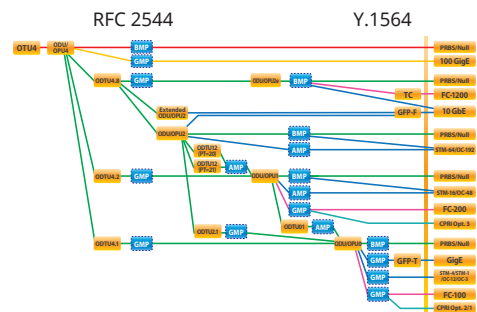 RFC 2544 Y.1564
OTU4 ODU/
OPU4 BMP PRBS/Null
GMP 100 GigE
ODTU4.8 GMP ODU/OPU2e BMP PRBS/Null
TC FC-1200
Extended
ODU/OPU2 GFP-F 10 GbE
ODU/OPU2 BMP PRBS/Null
ODTU12
(PT=20) AMP STM-64/OC-192
ODTU12
(PT=21) AMP
ODTU4.2 GMP ODU/OPU1 BMP PRBS/Null
AMP STM-16/OC-48
GMP FC-200
CPRI Opt. 3
ODTU2.1 GMP ODTU01 AMP
ODTU4.1 GMP ODU/OPU0 BMP PRBS/Null
GMP GFP-T GigE
GMP STM-4/STM-1
/OC-12/OC-3
GMP FC-100
GMP CPRI Opt. 2/1